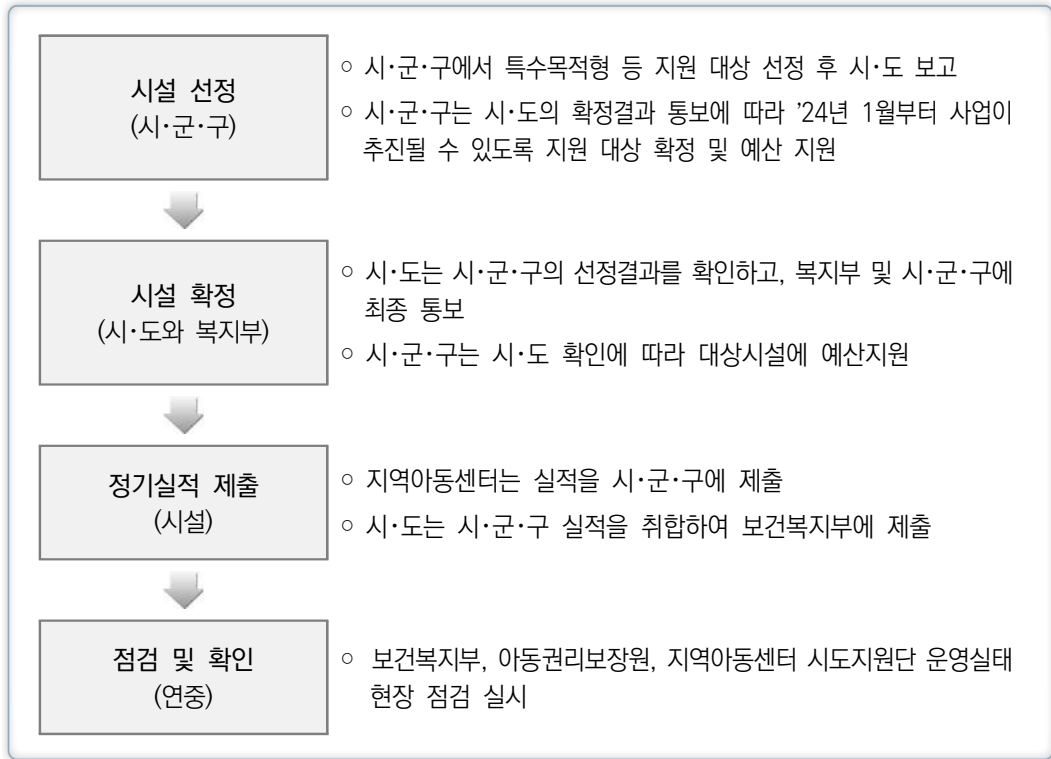 시설 선정
(시·군·구)
○ 시·군·구에서 특수목적형 등 지원 대상 선정 후 시·도 보고
○ 시·군·구는 시·도의 확정결과 통보에 따라 '24년 1월부터 사업이
추진될 수 있도록 지원 대상 확정 및 예산 지원
시설 확정
(시·도와 복지부)
○ 시·도는 시·군·구의 선정결과를 확인하고, 복지부 및 시·군·구에
최종 통보
○ 시·군·구는 시·도 확인에 따라 대상시설에 예산지원
정기실적 제출
(시설)
○ 지역아동센터는 실적을 시·군·구에 제출
○ 시·도는 시·군·구 실적을 취합하여 보건복지부에 제출
점검 및 확인
(연중)
○ 보건복지부, 아동권리보장원, 지역아동센터 시도지원단 운영실태
현장 점검 실시